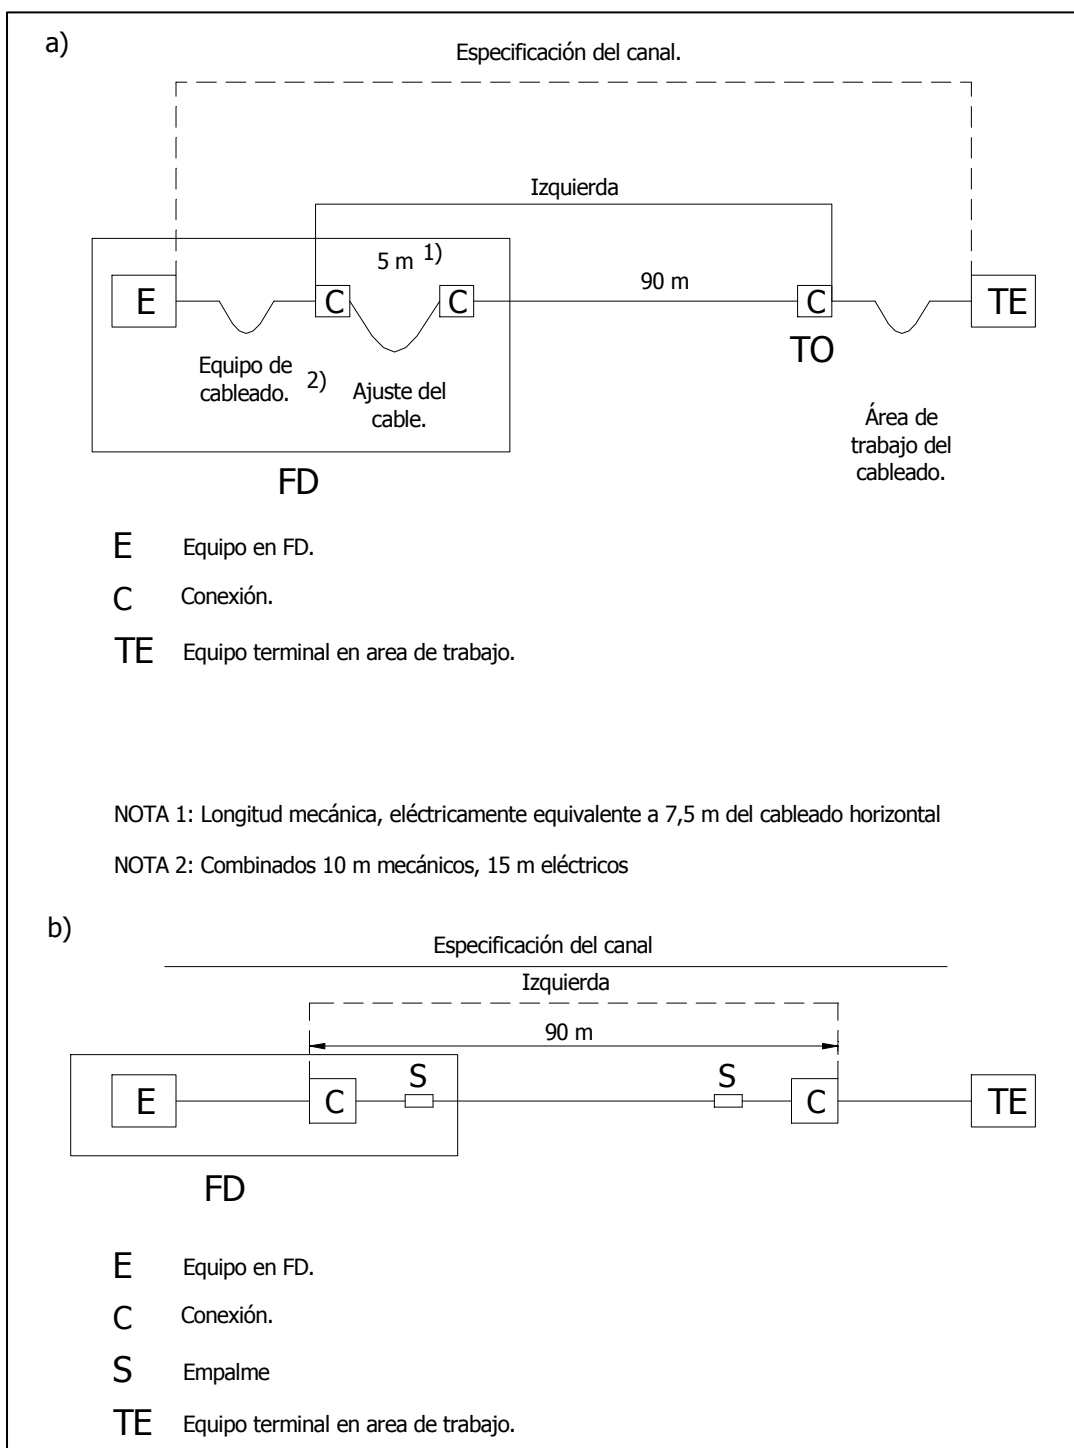 a)
Especificación del canal.
Izquierda
5 m 1)
90 m
E
C
C
C
TE
TO
Equipo de
cableado. 2)
Ajuste del
cable.
Área de
trabajo del
cableado.
FD
E Equipo en FD.
C Conexión.
TE Equipo terminal en area de trabajo.
NOTA 1: Longitud mecánica, eléctricamente equivalente a 7,5 m del cableado horizontal
NOTA 2: Combinados 10 m mecánicos, 15 m eléctricos
b)
Especificación del canal
Izquierda
90 m
S
S
E
C
C
TE
FD
E Equipo en FD.
C Conexión.
S Empalme
TE Equipo terminal en area de trabajo.